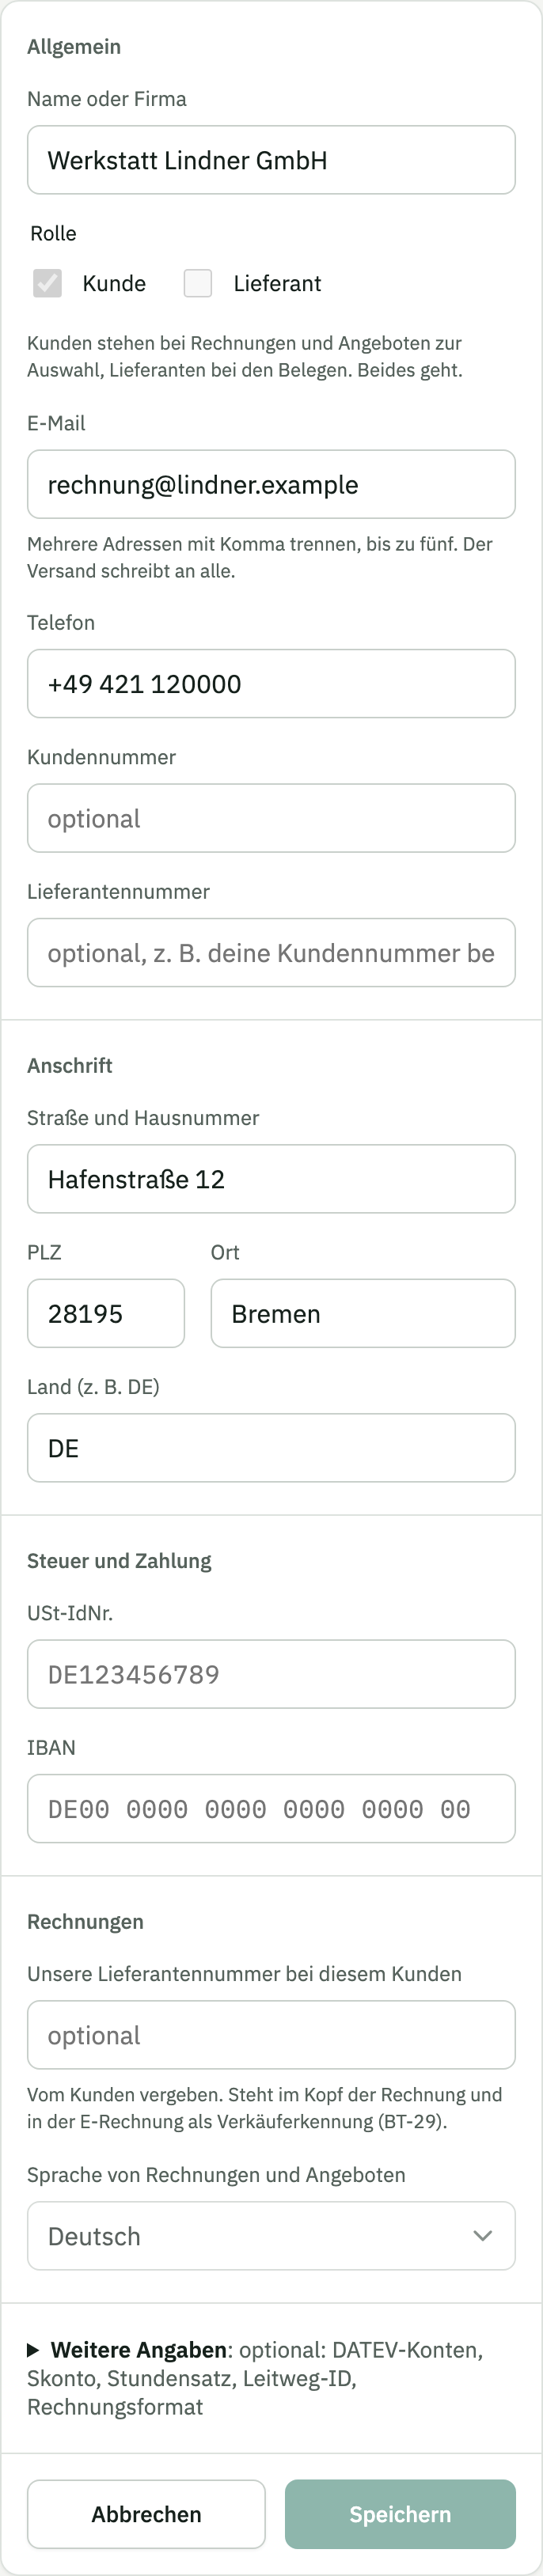 Allgemein
Name oder Firma
Werkstatt Lindner GmbH
Rolle
Kunde
Lieferant
Kunden stehen bei Rechnungen und Angeboten zur
Auswahl, Lieferanten bei den Belegen. Beides geht.
E-Mail
rechnung@lindner.example
Mehrere Adressen mit Komma trennen, bis zu fünf. Der
Versand schreibt an alle.
Telefon
+49 421 120000
Kundennummer
optional
Lieferantennummer
optional, z. B. deine Kundennummer be
Anschrift
Straße und Hausnummer
Hafenstraße 12
PLZ
Ort
28195
Bremen
Land (z. B. DE)
DE
Steuer und Zahlung
USt-IdNr.
DE123456789
IBAN
DE00 0000 0000 0000 0000 00
Rechnungen
Unsere Lieferantennummer bei diesem Kunden
optional
Vom Kunden vergeben. Steht im Kopf der Rechnung und
in der E-Rechnung als Verkäuferkennung (BT-29).
Sprache von Rechnungen und Angeboten
Deutsch
Weitere Angaben: optional: DATEV-Konten,
Skonto, Stundensatz, Leitweg-ID,
Rechnungsformat
Abbrechen
Speichern